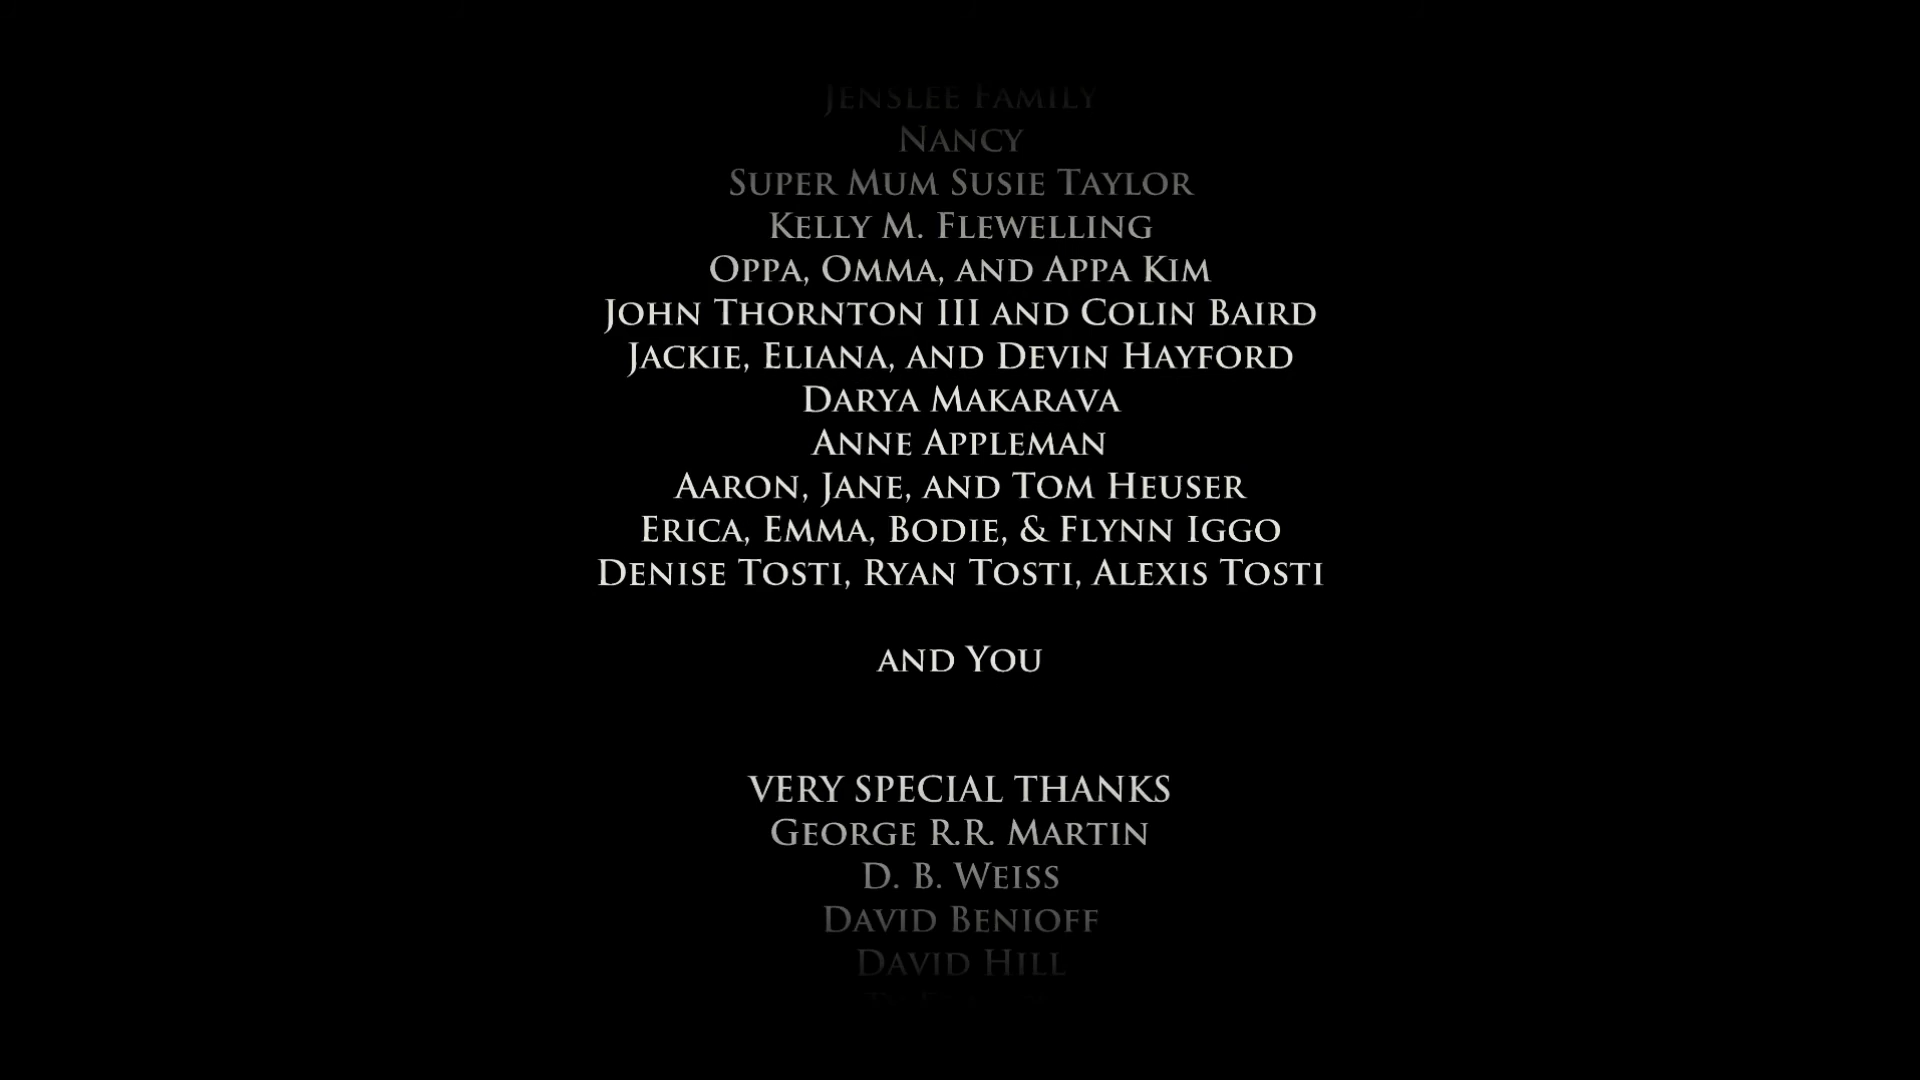 Jenslee Family
Nancy
Super Mum Susie Taylor
Kelly M. Flewelling
Oppa, Omma, and Appa Kim
John Thornton III and Colin Baird
Jackie, Eliana, and Devin Hayford
Darya Makarava
Anne Appleman
Aaron, Jane, and Tom Heuser
Erica, Emma, Bodie, & Flynn Iggo
Denise Tosti, Ryan Tosti, Alexis Tosti
and You
VERY SPECIAL THANKS
George R.R. Martin
D. B. Weiss
David Benioff
David Hill